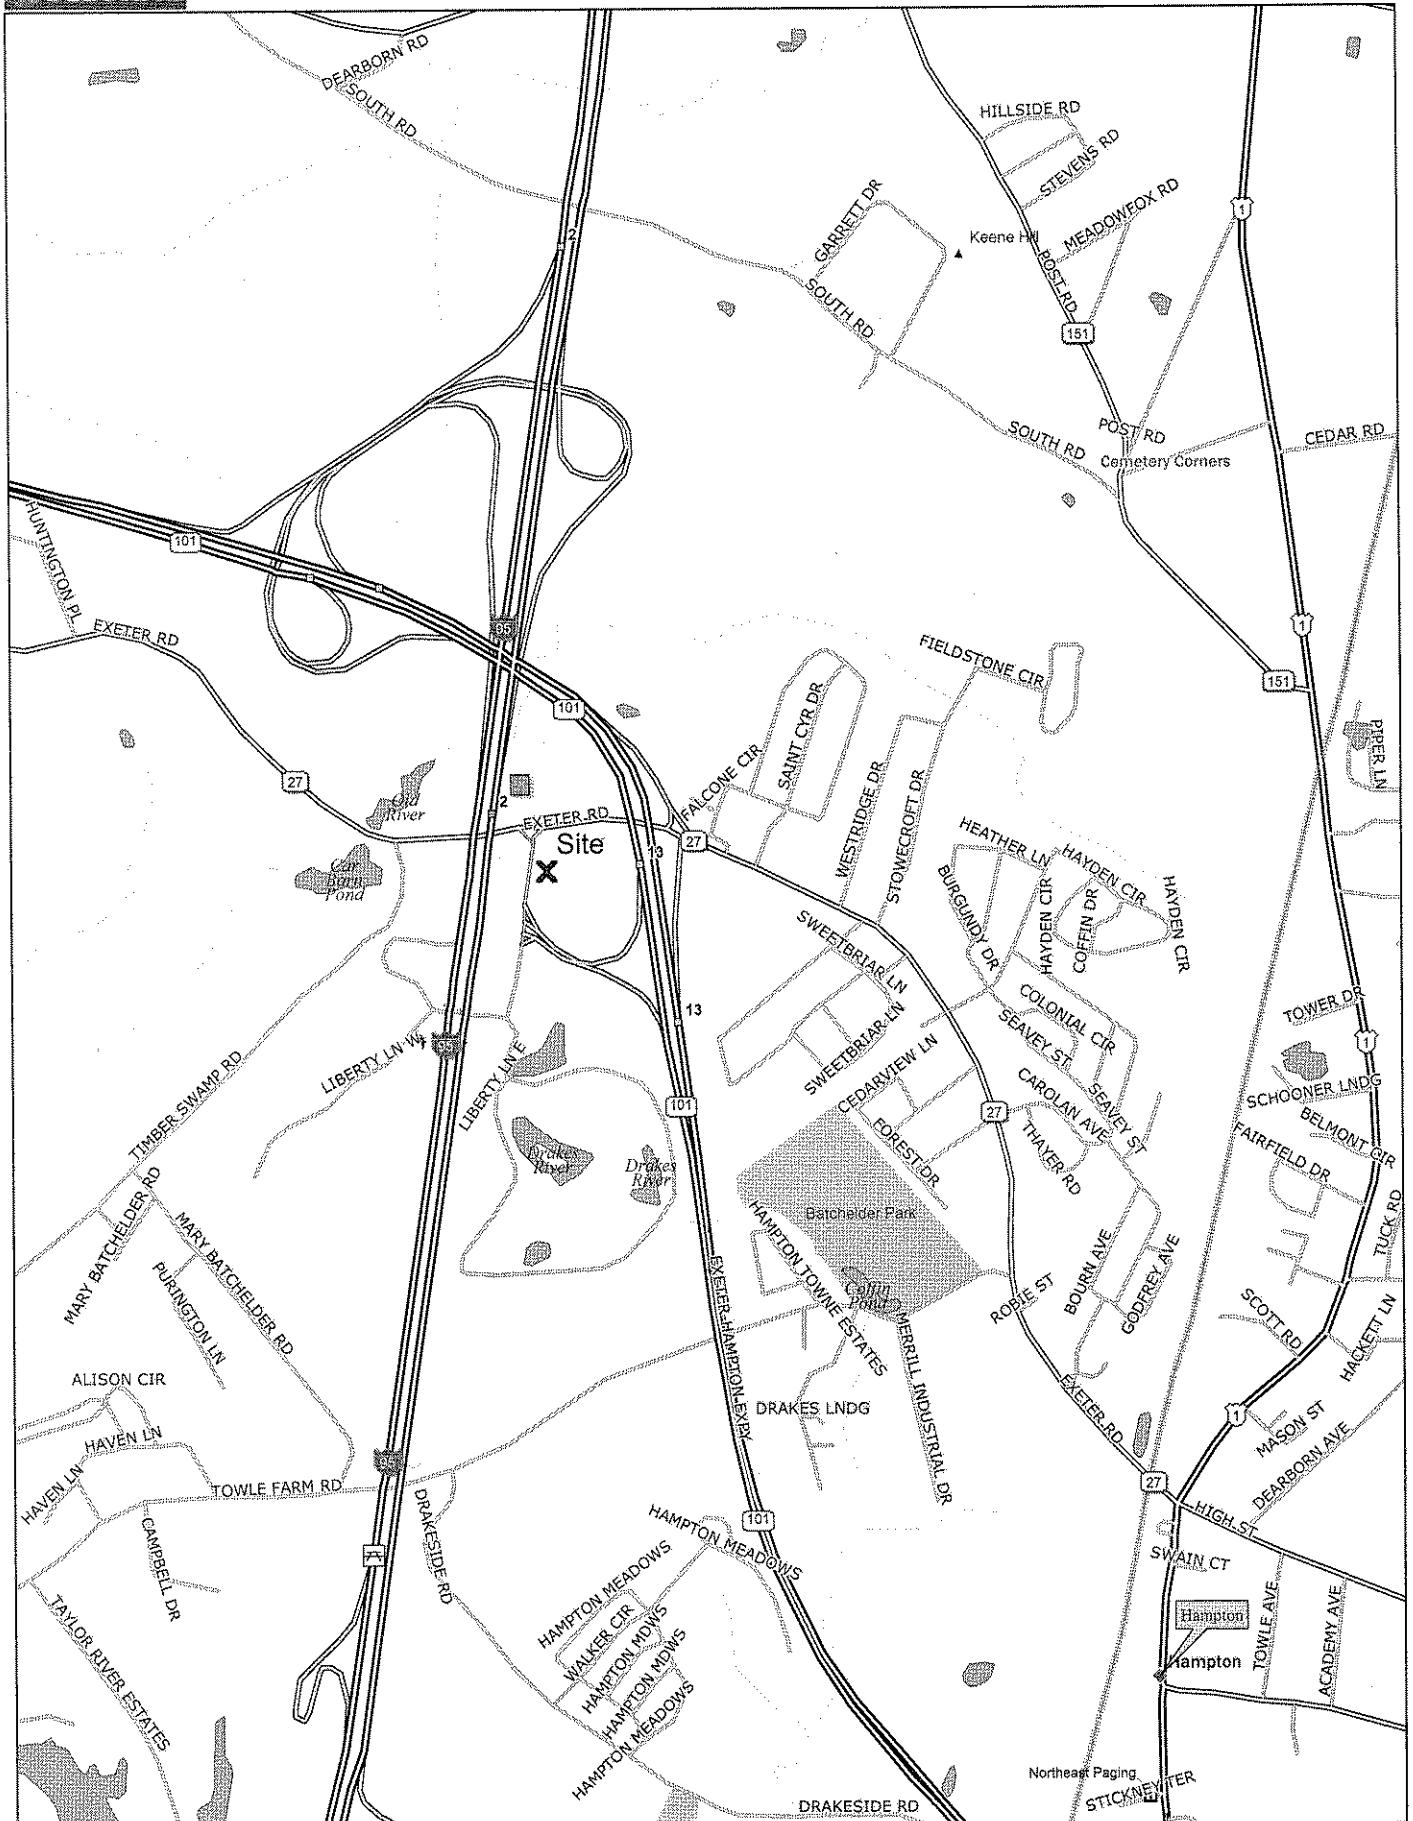 DEARBORN RD
SOUTH RD
HILLSIDE RD
STEVENS RD
MEADOWFOX RD
GARRETT DR
Keene Hill
1
2
POST RD
SOUTH RD
151
SOUTH RD
POST RD
CEDAR RD
Cemetery Corners
101
HUNTINGTON PL
EXETER RD
95
1
FIELDSTONE CIR
151
101
SAINT CYR DR
PIPER LN
27
FALCONE CIR
WESTRIDGE DR
STOWECROFT DR
Old
River
2
EXETER RD
Site
27
13
HEATHER LN
HAYDEN CIR
Car
Barn
Pond
BURGUNDY DR
HAYDEN CIR
COFFIN DR
HAYDEN CIR
SWEETBRIAR LN
COLONIAL CIR
TOWER DR
13
SEAVEY ST
1
95
LIBERTY LN W
LIBERTY LN E
SWEETBRIAR LN
CEDARVIEW LN
CAROLAN AVE
SEAVEY ST
SCHOONER LNDG
TIMBER SWAMP RD
101
27
BELMONT CIR
FOREST DR
THAYER RD
FAIRFIELD DR
Drakes
River
Drakes
River
MARY BATCHELDER RD
MARY BATCHELDER RD
Batchelder Park
TUCK RD
PURINGTON LN
HAMPTON TOWNE ESTATES
BOURN AVE
GODFREY AVE
EXETER-HAMPTON-EXPY
Coffin
Pond
ROBIE ST
SCOTT RD
HACKETT LN
MERRILL INDUSTRIAL DR
ALISON CIR
DRAKES LNDG
EXETER RD
1
MASON ST
HAVEN LN
DEARBORN AVE
95
HAVEN LN
TOWLE FARM RD
27
DRAKESIDE RD
HIGH ST
CAMPBELL DR
101
HAMPTON MEADOWS
HAMPTON MEADOWS
SWAIN CT
TAYLOR RIVER ESTATES
WALKER CIR
HAMPTON MDWS
HAMPTON MDWS
HAMPTON MEADOWS
Hampton
Hampton
TOWLE AVE
ACADEMY AVE
Northeast Paging
STICKNEY TER
DRAKESIDE RD